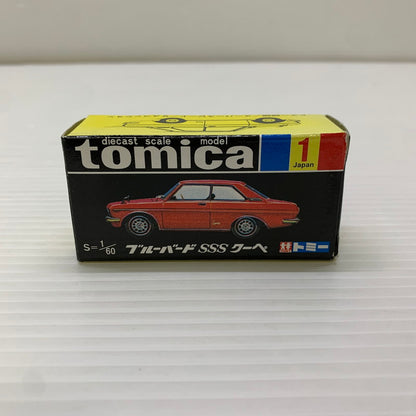 diecast scale model
tomica
1
Japan
S=1/60
ブルーバード SSS クーペ
トミー